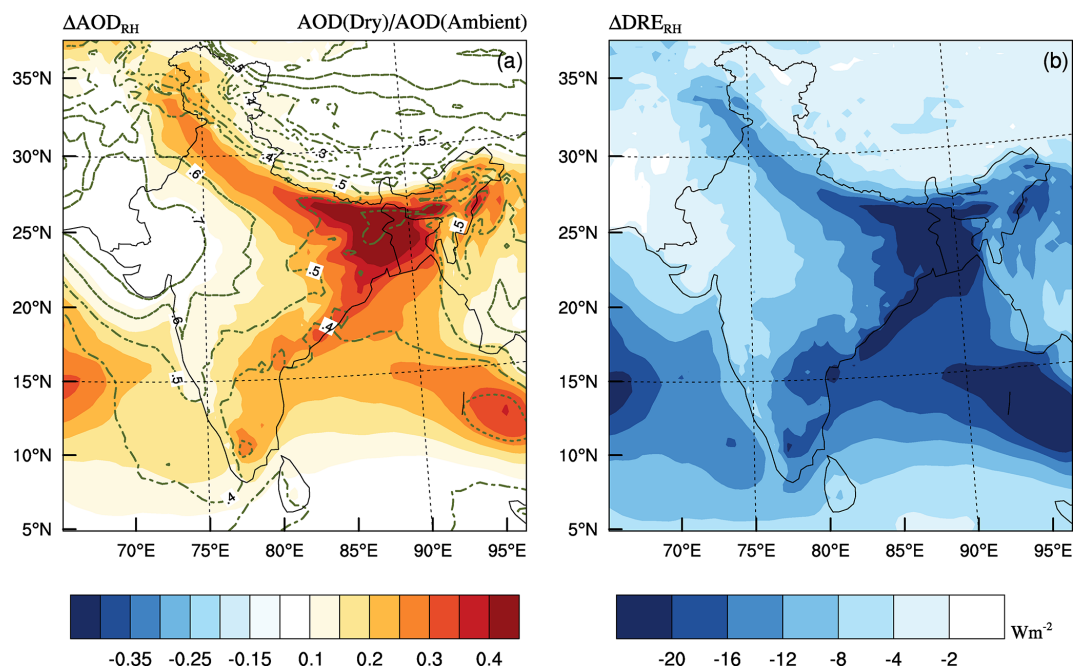 ΔAOD_RH AOD(Dry)/AOD(Ambient)
(a)
35°N
30°N
25°N
20°N
15°N
10°N
5°N
70°E 75°E 80°E 85°E 90°E
.5
.4
.3
.5
.4
.5
.6
.7
.5
.5
.6
.4
.5
.4
-0.35 -0.25 -0.15 0.1 0.2 0.3 0.4
ΔDRE_RH
(b)
35°N
30°N
25°N
20°N
15°N
10°N
5°N
70°E 75°E 80°E 85°E 90°E
-20 -16 -12 -8 -4 -2 Wm⁻²